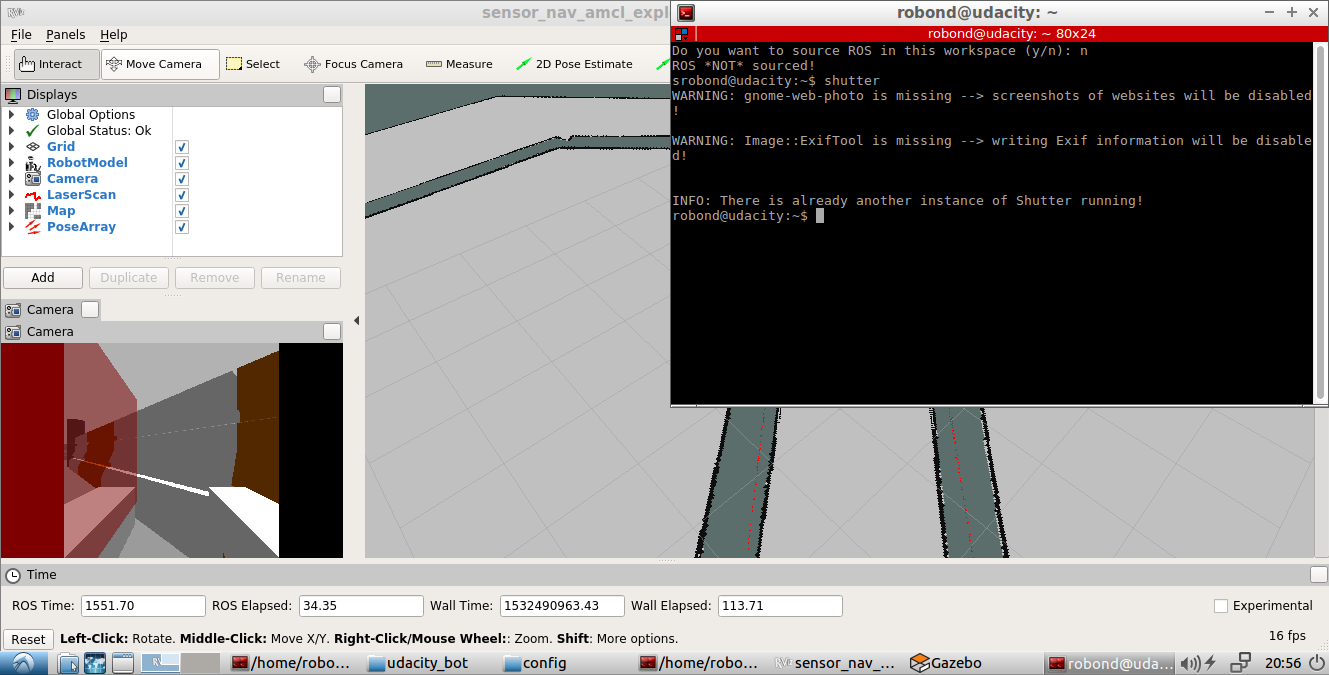 sensor_nav_amcl_expl
File Panels Help
Interact Move Camera Select Focus Camera Measure 2D Pose Estimate
Displays
Global Options
Global Status: Ok
Grid
RobotModel
Camera
LaserScan
Map
PoseArray
Add Duplicate Remove Rename
Camera
Camera
robond@udacity: ~
robond@udacity: ~ 80x24
Do you want to source ROS in this workspace (y/n): n
ROS *NOT* sourced!
srobond@udacity:~$ shutter
WARNING: gnome-web-photo is missing --> screenshots of websites will be disabled
!
WARNING: Image::ExifTool is missing --> writing Exif information will be disable
d!
INFO: There is already another instance of Shutter running!
robond@udacity:~$
Time
ROS Time: 1551.70 ROS Elapsed: 34.35 Wall Time: 1532490963.43 Wall Elapsed: 113.71 Experimental
Reset Left-Click: Rotate. Middle-Click: Move X/Y. Right-Click/Mouse Wheel:: Zoom. Shift: More options. 16 fps
/home/robo... udacity_bot config /home/robo... sensor_nav_... Gazebo robond@uda... 20:56